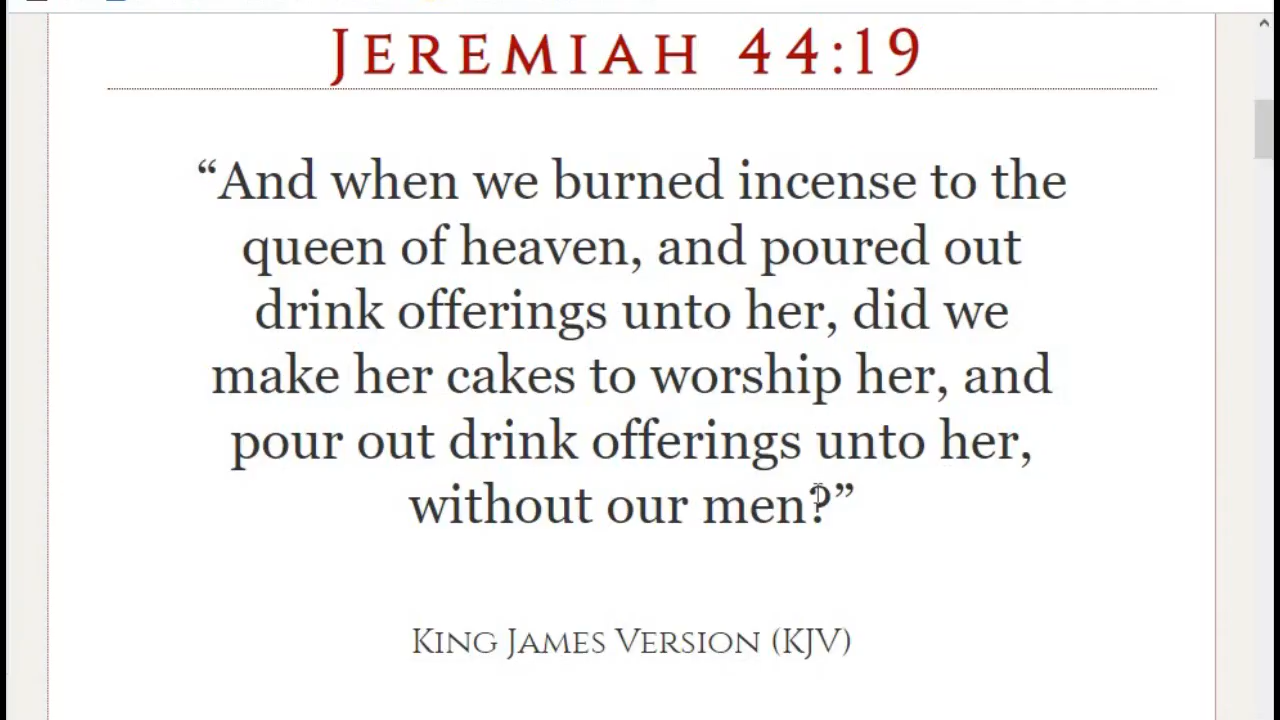 JEREMIAH 44:19
“And when we burned incense to the
queen of heaven, and poured out
drink offerings unto her, did we
make her cakes to worship her, and
pour out drink offerings unto her,
without our men?”
KING JAMES VERSION (KJV)